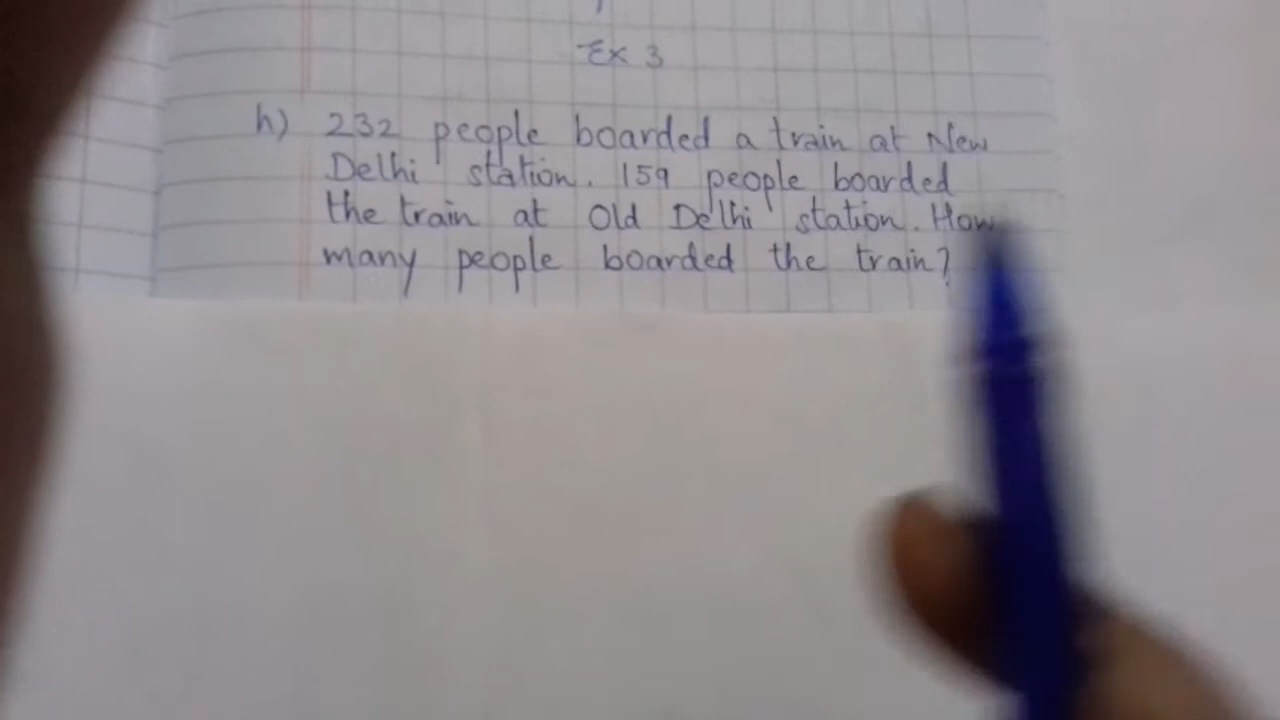 Ex 3
h) 232 people boarded a train at New
Delhi station. 159 people boarded
the train at Old Delhi station. How
many people boarded the train?